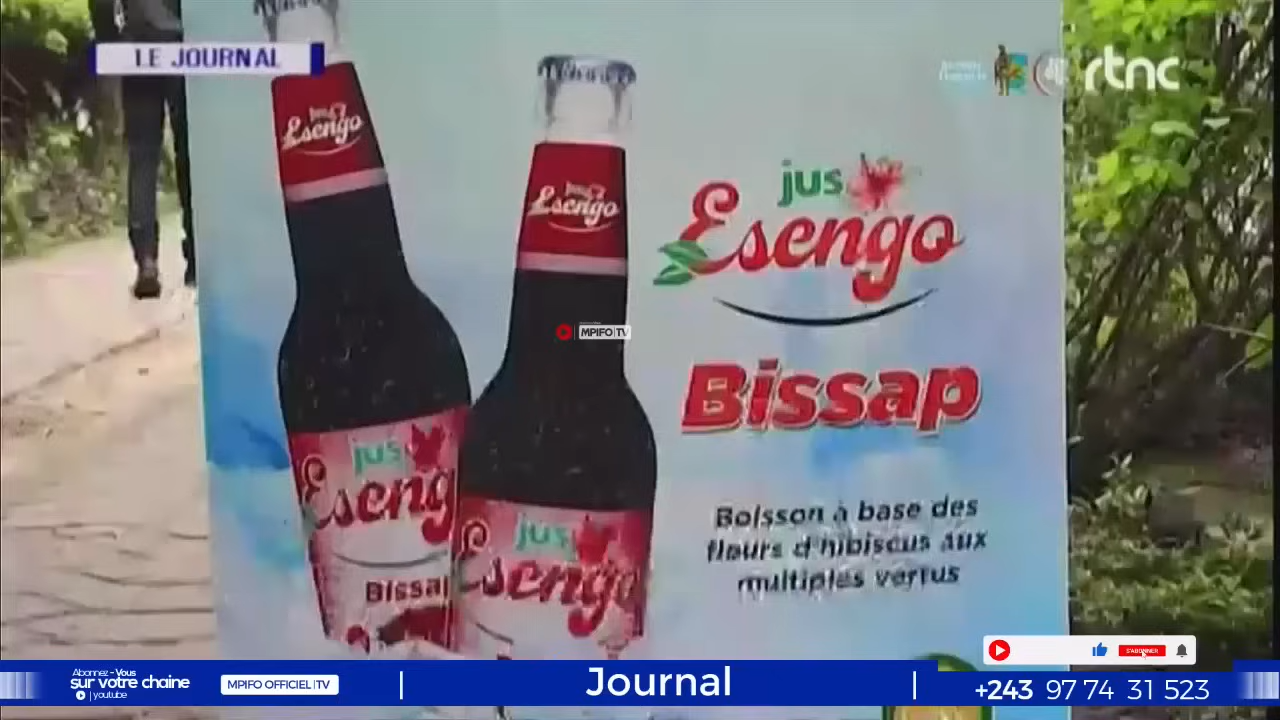 LE JOURNAL
rtnc
jus
Esengo
jus
Esengo
jus
Esengo
Bissap
MPIFO TV
Boisson à base des
fleurs d'hibiscus aux
multiples vertus
jus
Eseng
Bissap
jus
Esengo
S'ABONNER
Abonnez - Vous
sur votre chaine
youtube
MPIFO OFFICIEL TV
Journal
+243 97 74 31 523